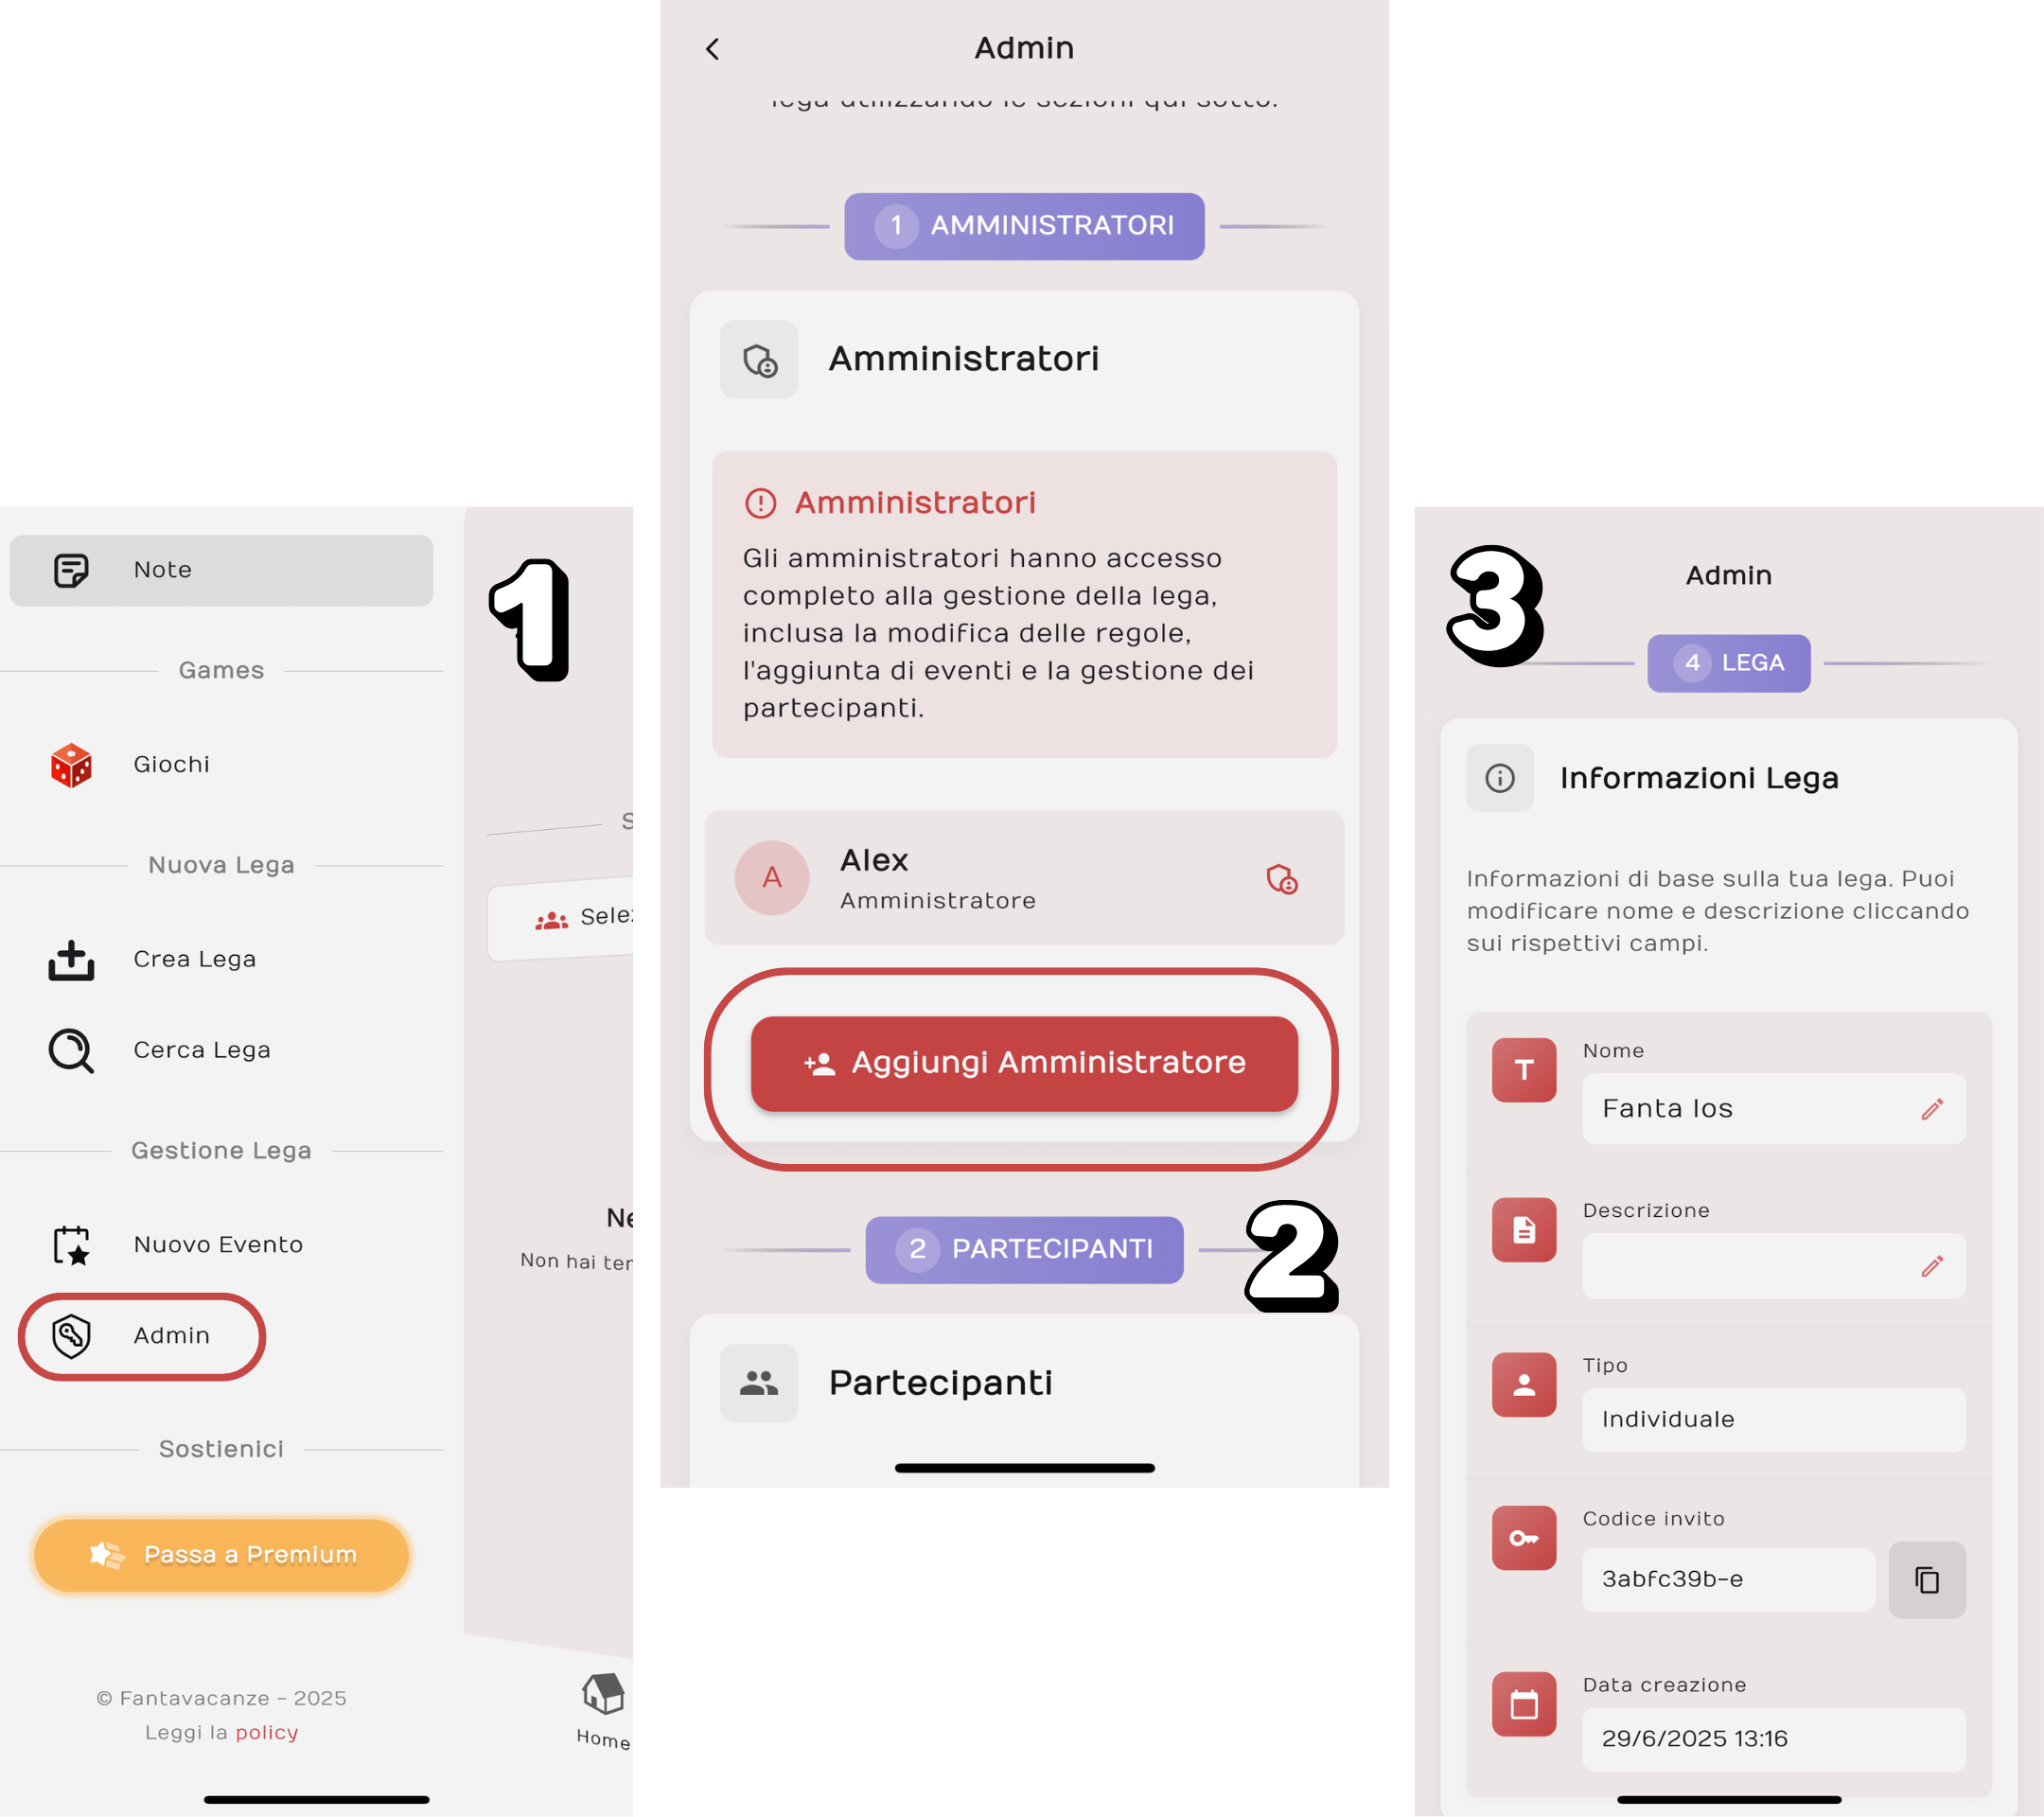 Note
Games
Giochi
Nuova Lega
Crea Lega
Cerca Lega
Gestione Lega
Nuovo Evento
Admin
Sostienici
Passa a Premium
© Fantavacanze - 2025
Leggi la policy
1
S
Selez
Ne
Non hai ter
Home
Admin
lega utilizzando le sezioni qui sotto.
1 AMMINISTRATORI
Amministratori
Amministratori
Gli amministratori hanno accesso
completo alla gestione della lega,
inclusa la modifica delle regole,
l'aggiunta di eventi e la gestione dei
partecipanti.
A
Alex
Amministratore
Aggiungi Amministratore
2 PARTECIPANTI
2
Partecipanti
3
Admin
4 LEGA
Informazioni Lega
Informazioni di base sulla tua lega. Puoi
modificare nome e descrizione cliccando
sui rispettivi campi.
T
Nome
Fanta Ios
Descrizione
Tipo
Individuale
Codice invito
3abfc39b-e
Data creazione
29/6/2025 13:16